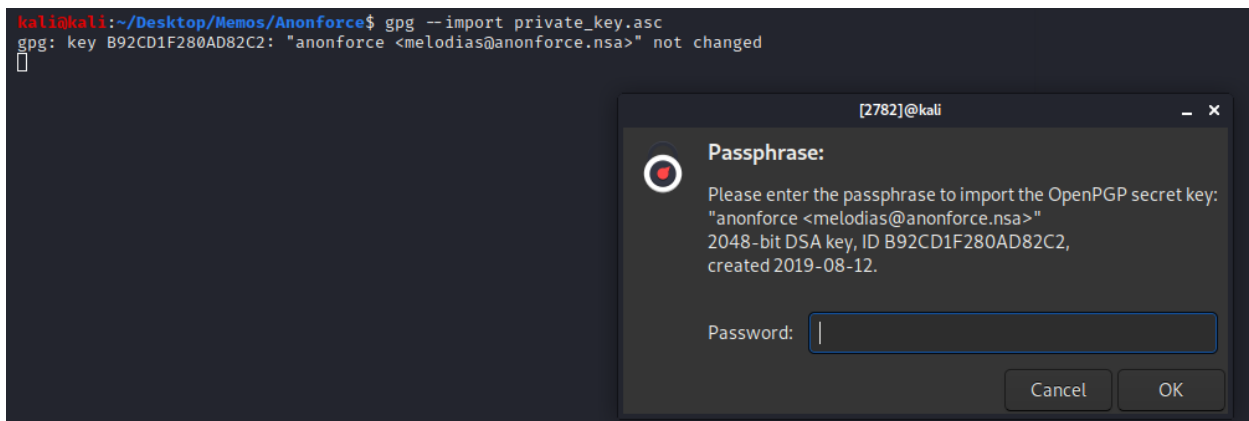 kali@kali:~/Desktop/Memos/Anonforce$ gpg --import private_key.asc
gpg: key B92CD1F280AD82C2: "anonforce <melodias@anonforce.nsa>" not changed
[2782]@kali
Passphrase:
Please enter the passphrase to import the OpenPGP secret key:
"anonforce <melodias@anonforce.nsa>"
2048-bit DSA key, ID B92CD1F280AD82C2,
created 2019-08-12.
Password:
Cancel OK